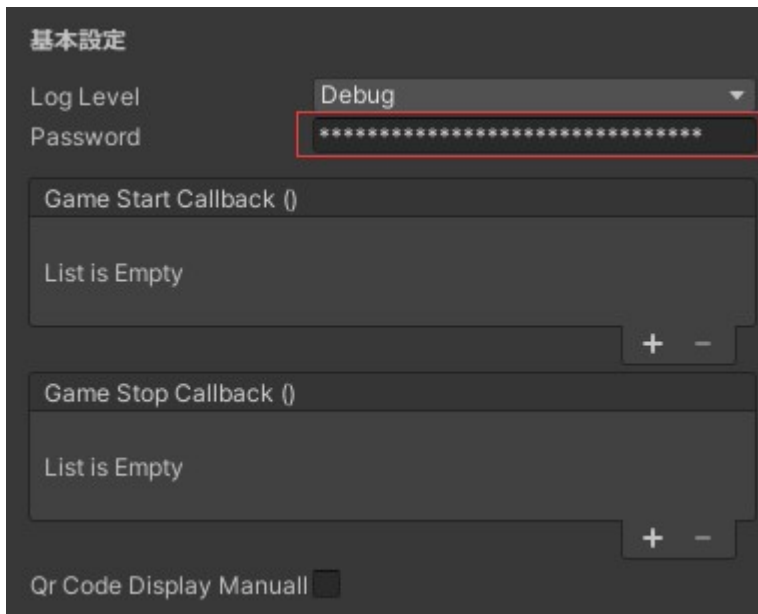 基本設定
Log Level Debug
Password ********************************
Game Start Callback ()
List is Empty
+ −
Game Stop Callback ()
List is Empty
+ −
Qr Code Display Manuall